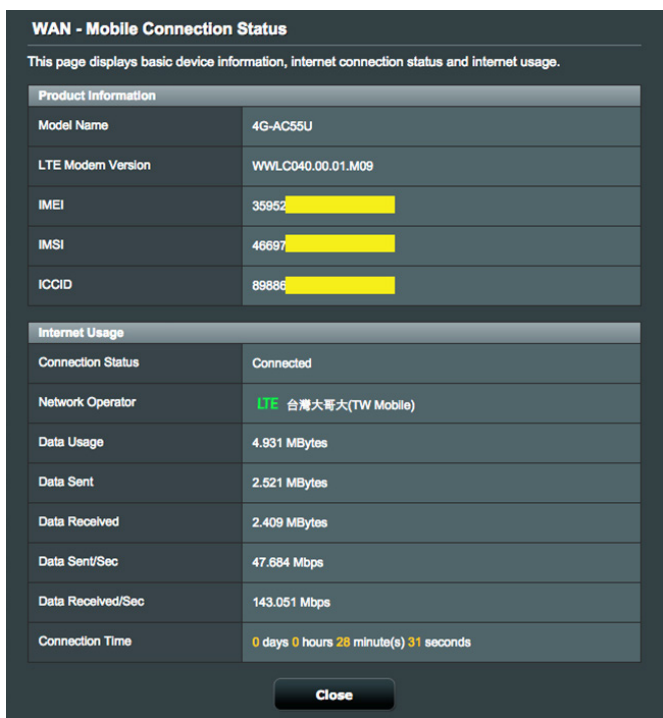 WAN - Mobile Connection Status
This page displays basic device information, internet connection status and internet usage.
Product Information
Model Name 4G-AC55U
LTE Modem Version WWLC040.00.01.M09
IMEI 35952
IMSI 46697
ICCID 89886
Internet Usage
Connection Status Connected
Network Operator LTE 台灣大哥大(TW Mobile)
Data Usage 4.931 MBytes
Data Sent 2.521 MBytes
Data Received 2.409 MBytes
Data Sent/Sec 47.684 Mbps
Data Received/Sec 143.051 Mbps
Connection Time 0 days 0 hours 28 minute(s) 31 seconds
Close